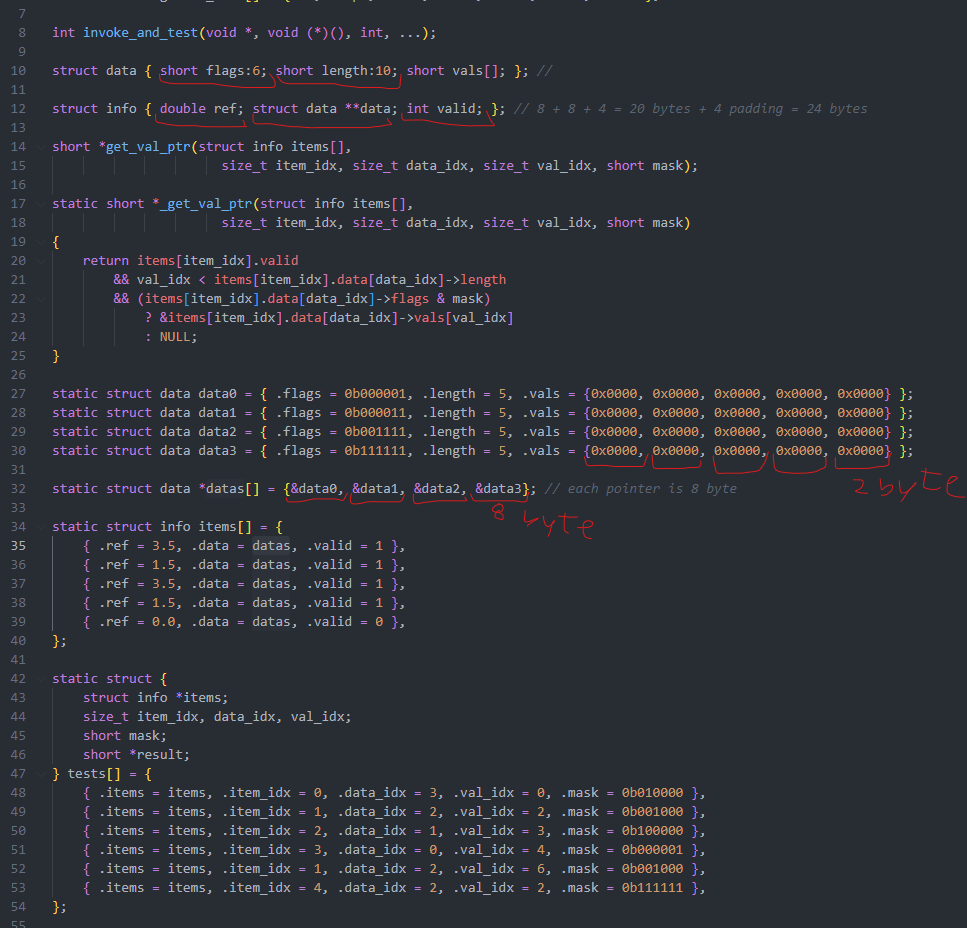 7
8 int invoke_and_test(void *, void (*)(), int, ...);
9
10 struct data { short flags:6; short length:10; short vals[]; }; //
11
12 struct info { double ref; struct data **data; int valid; }; // 8 + 8 + 4 = 20 bytes + 4 padding = 24 bytes
13
14 short *get_val_ptr(struct info items[],
15 size_t item_idx, size_t data_idx, size_t val_idx, short mask);
16
17 static short *_get_val_ptr(struct info items[],
18 size_t item_idx, size_t data_idx, size_t val_idx, short mask)
19 {
20 return items[item_idx].valid
21 && val_idx < items[item_idx].data[data_idx]->length
22 && (items[item_idx].data[data_idx]->flags & mask)
23 ? &items[item_idx].data[data_idx]->vals[val_idx]
24 : NULL;
25 }
26
27 static struct data data0 = { .flags = 0b000001, .length = 5, .vals = {0x0000, 0x0000, 0x0000, 0x0000, 0x0000} };
28 static struct data data1 = { .flags = 0b000011, .length = 5, .vals = {0x0000, 0x0000, 0x0000, 0x0000, 0x0000} };
29 static struct data data2 = { .flags = 0b001111, .length = 5, .vals = {0x0000, 0x0000, 0x0000, 0x0000, 0x0000} };
30 static struct data data3 = { .flags = 0b111111, .length = 5, .vals = {0x0000, 0x0000, 0x0000, 0x0000, 0x0000} };
31
2 byte
32 static struct data *datas[] = {&data0, &data1, &data2, &data3}; // each pointer is 8 byte
33
8 byte
34 static struct info items[] = {
35 { .ref = 3.5, .data = datas, .valid = 1 },
36 { .ref = 1.5, .data = datas, .valid = 1 },
37 { .ref = 3.5, .data = datas, .valid = 1 },
38 { .ref = 1.5, .data = datas, .valid = 1 },
39 { .ref = 0.0, .data = datas, .valid = 0 },
40 };
41
42 static struct {
43 struct info *items;
44 size_t item_idx, data_idx, val_idx;
45 short mask;
46 short *result;
47 } tests[] = {
48 { .items = items, .item_idx = 0, .data_idx = 3, .val_idx = 0, .mask = 0b010000 },
49 { .items = items, .item_idx = 1, .data_idx = 2, .val_idx = 2, .mask = 0b001000 },
50 { .items = items, .item_idx = 2, .data_idx = 1, .val_idx = 3, .mask = 0b100000 },
51 { .items = items, .item_idx = 3, .data_idx = 0, .val_idx = 4, .mask = 0b000001 },
52 { .items = items, .item_idx = 1, .data_idx = 2, .val_idx = 6, .mask = 0b001000 },
53 { .items = items, .item_idx = 4, .data_idx = 2, .val_idx = 2, .mask = 0b111111 },
54 };
55